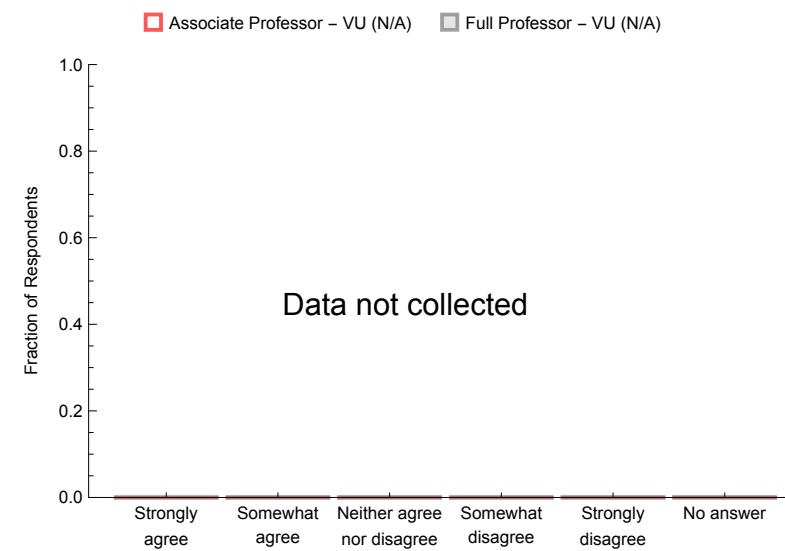 Associate Professor – VU (N/A) Full Professor – VU (N/A)
1.0
0.8
0.6
0.4
0.2
0.0
Fraction of Respondents
Data not collected
Strongly agree
Somewhat agree
Neither agree nor disagree
Somewhat disagree
Strongly disagree
No answer